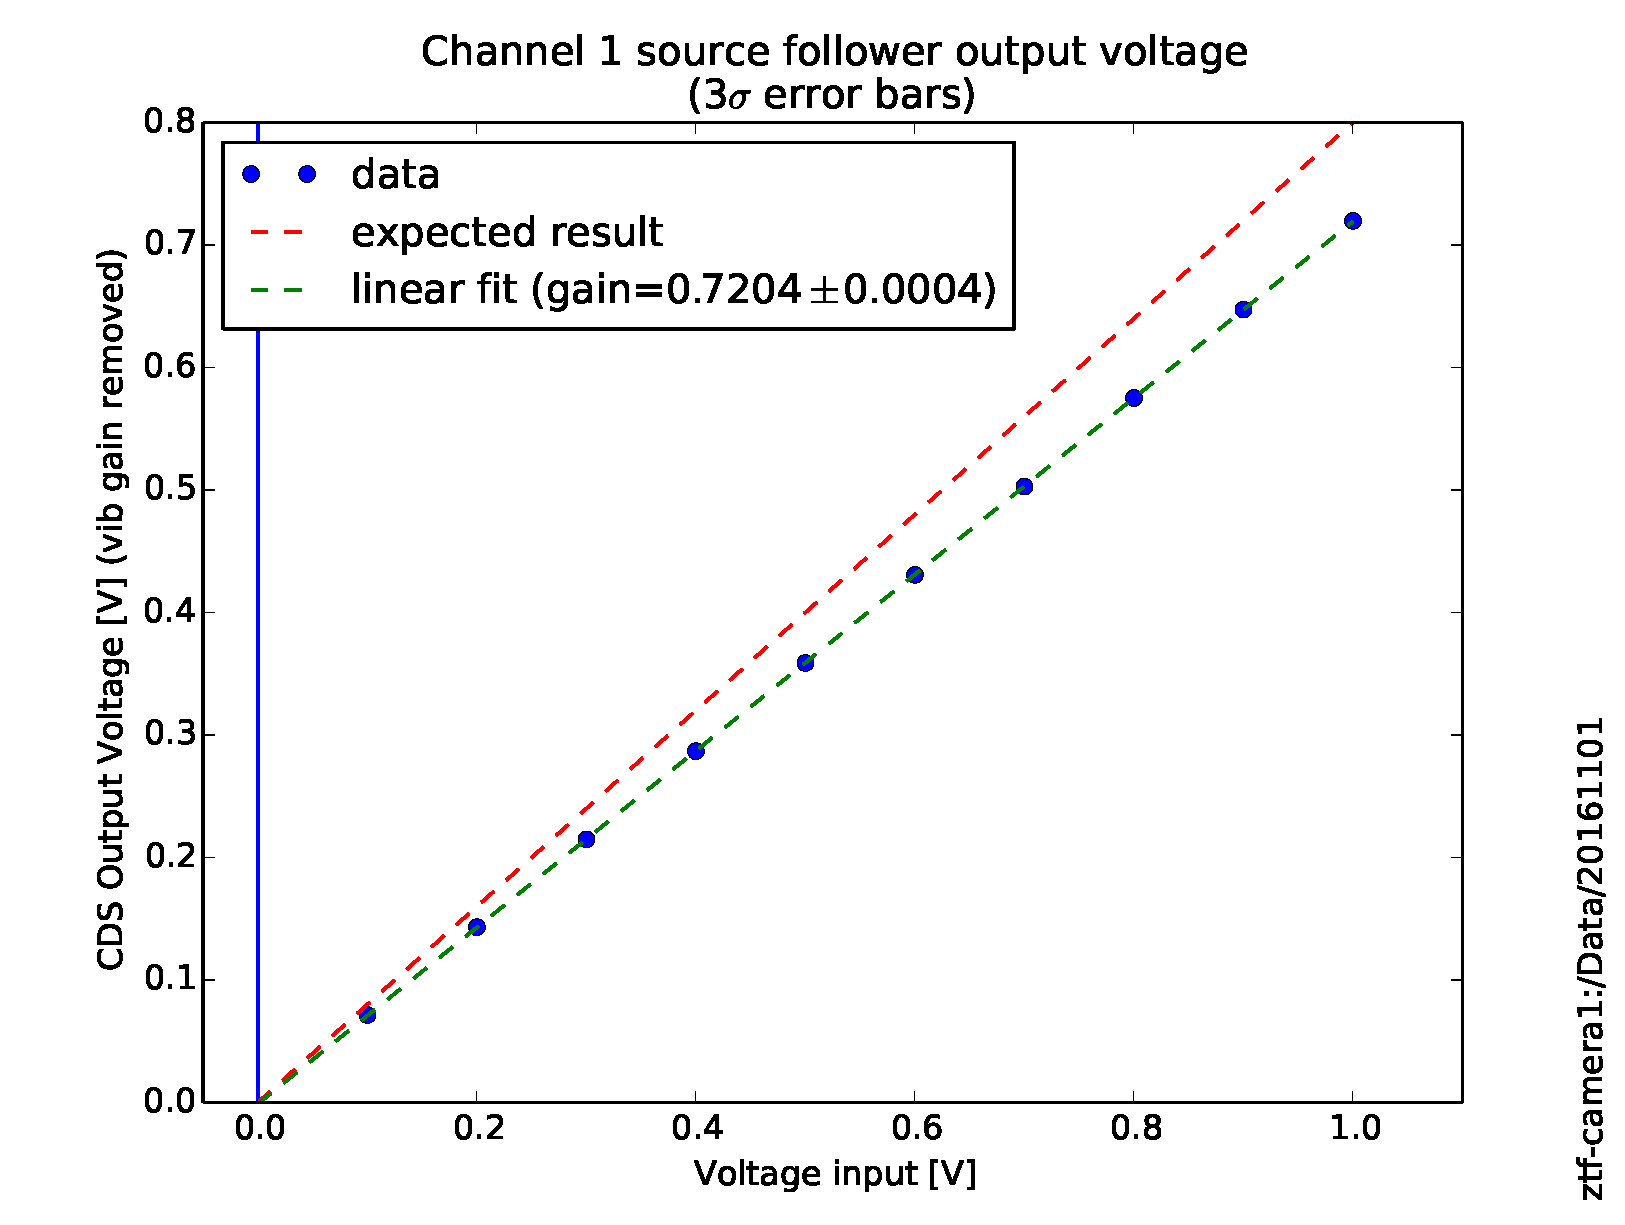 Channel 1 source follower output voltage
(3σ error bars)
data
expected result
linear fit (gain=0.7204±0.0004)
CDS Output Voltage [V] (vib gain removed)
0.8
0.7
0.6
0.5
0.4
0.3
0.2
0.1
0.0
0.0 0.2 0.4 0.6 0.8 1.0
Voltage input [V]
ztf-camera1:/Data/20161101